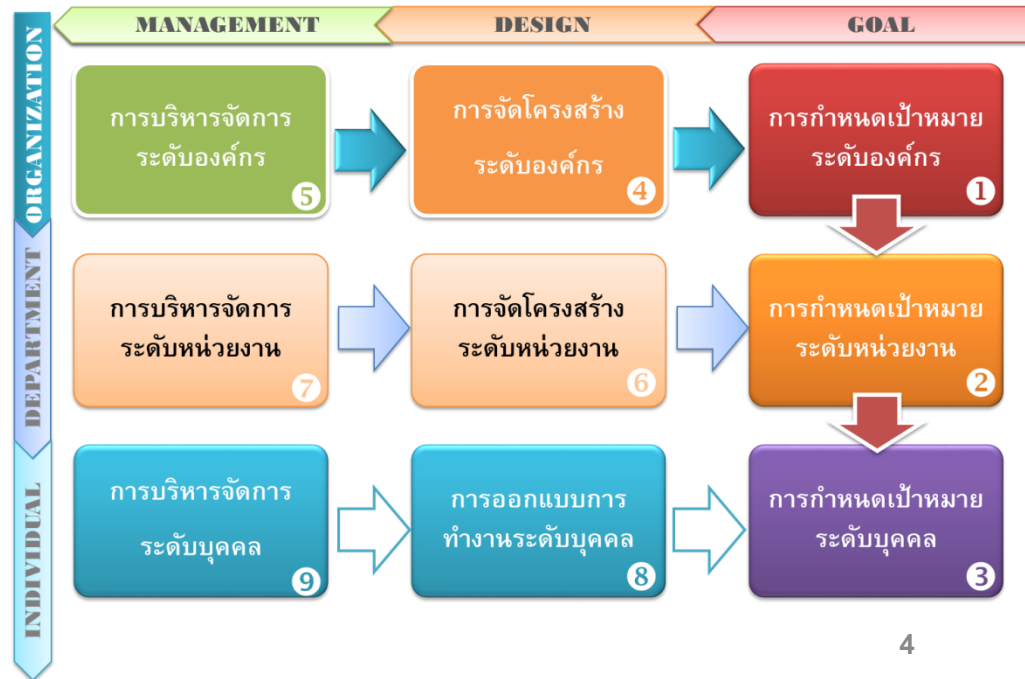 MANAGEMENT
DESIGN
GOAL
ORGANIZATION
การบริหารจัดการ
ระดับองค์กร
5
การจัดโครงสร้าง
ระดับองค์กร
4
การกำหนดเป้าหมาย
ระดับองค์กร
1
DEPARTMENT
การบริหารจัดการ
ระดับหน่วยงาน
7
การจัดโครงสร้าง
ระดับหน่วยงาน
6
การกำหนดเป้าหมาย
ระดับหน่วยงาน
2
INDIVIDUAL
การบริหารจัดการ
ระดับบุคคล
9
การออกแบบการ
ทำงานระดับบุคคล
8
การกำหนดเป้าหมาย
ระดับบุคคล
3
4